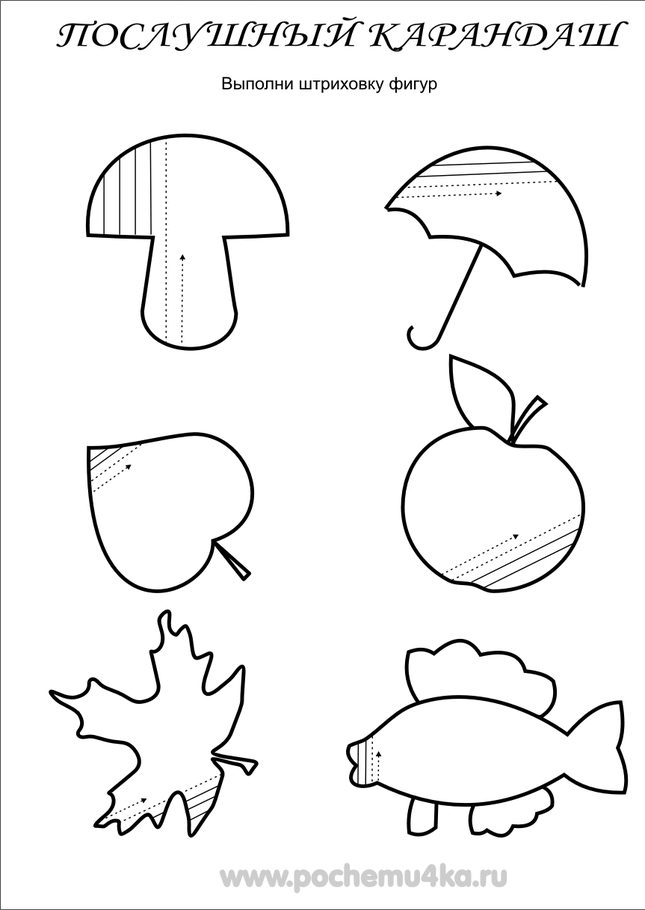 ПОСЛУШНЫЙ КАРАНДАШ
Выполни штриховку фигур
www.pochemu4ka.ru